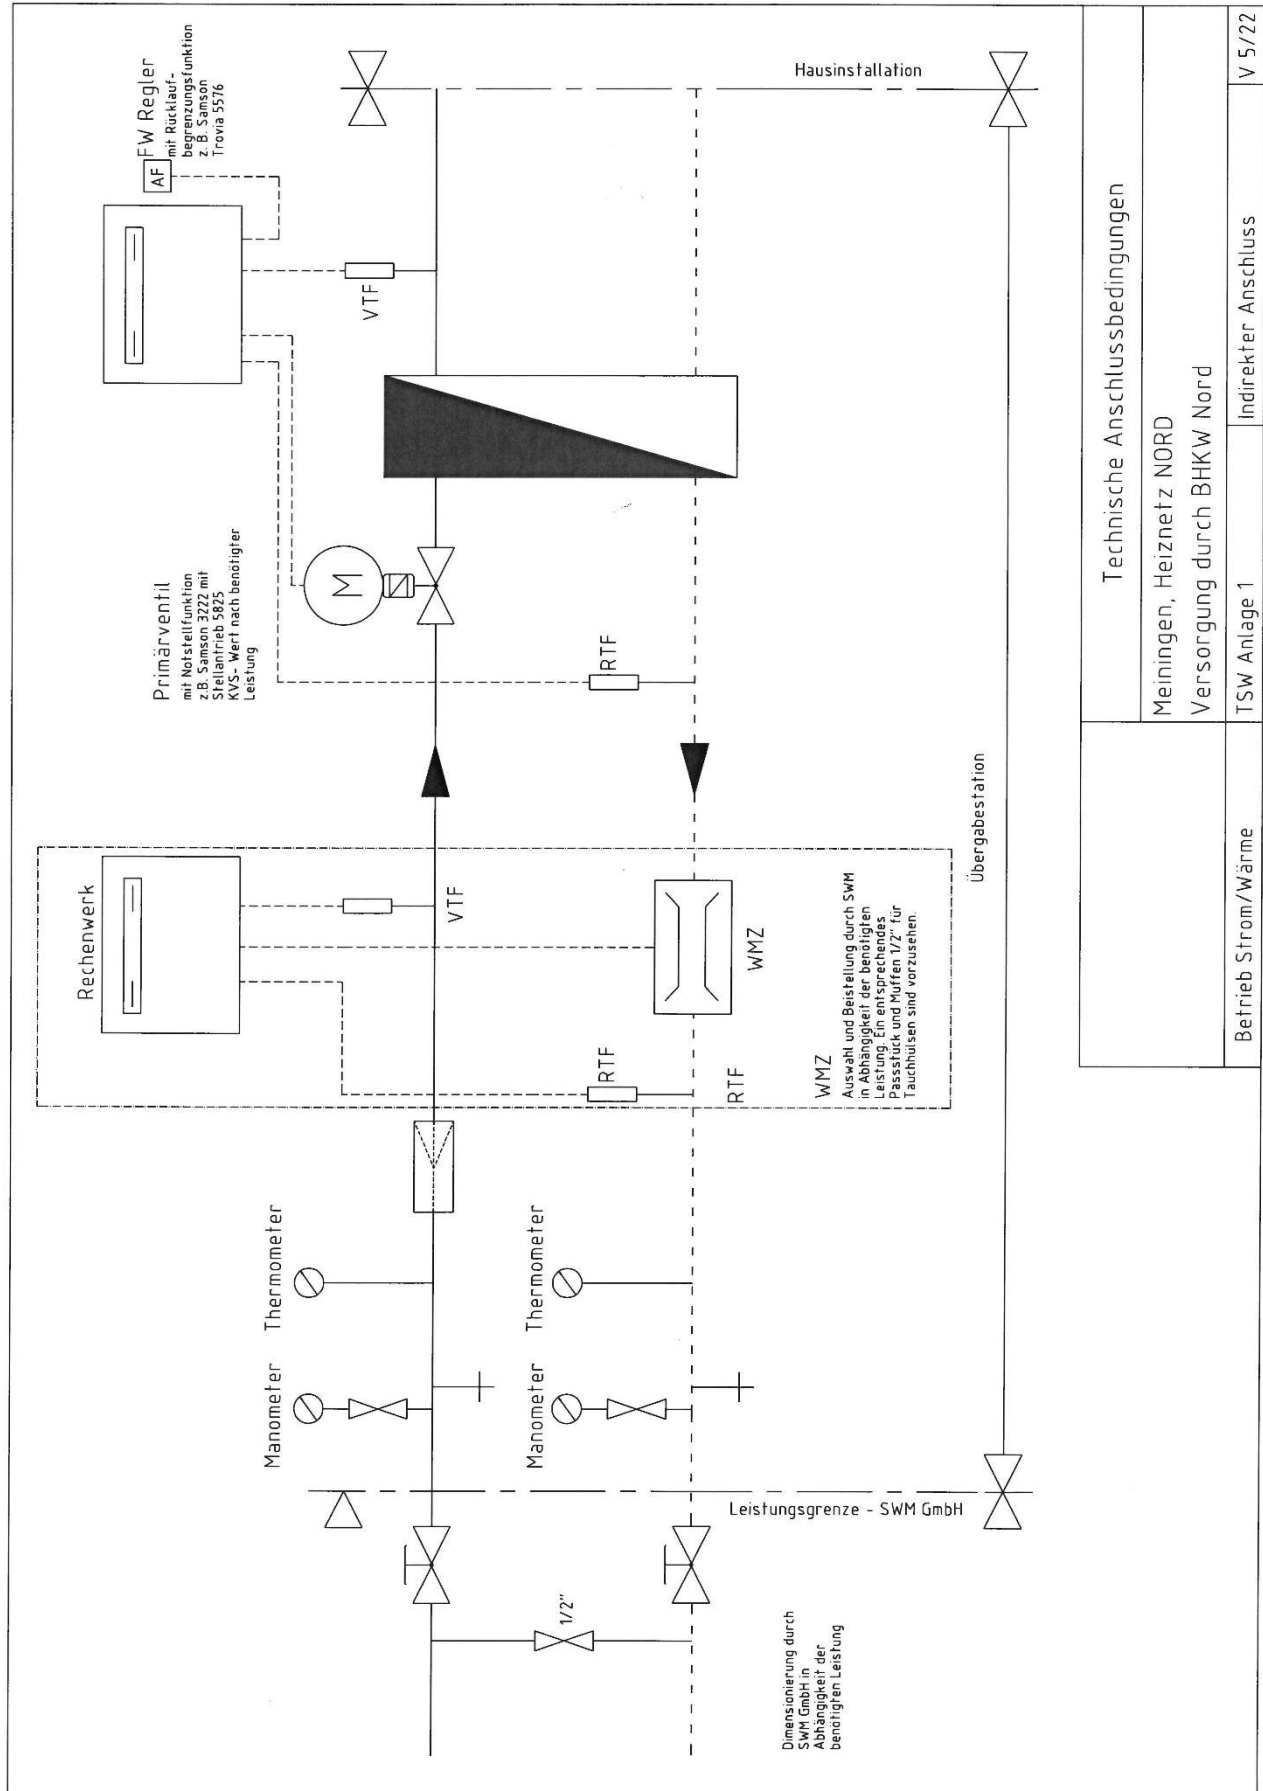 Rechenwerk
Primärventil
mit Notstellfunktion
z.B. Samson 3222 mit
Stellantrieb 5825
KVS- Wert nach benötigter
Leistung
FW Regler
mit Rücklauf-
begrenzungsfunktion
z. B. Samson
Trovia 5576
AF
Manometer
Thermometer
VTF
M
VTF
1/2"
Manometer
Thermometer
RTF
RTF
RTF
WMZ
Hausinstallation
Leistungsgrenze - SWM GmbH
Dimensionierung durch
SWM GmbH in
Abhängigkeit der
benötigten Leistung
WMZ
Auswahl und Beistellung durch SWM
in Abhängigkeit der benötigten
Leistung. Ein entsprechendes
Passstück und Muffen 1/2" für
Tauchhülsen sind vorzusehen.
Übergabestation
Technische Anschlussbedingungen
Meiningen, Heiznetz NORD
Versorgung durch BHKW Nord
Betrieb Strom/Wärme
TSW Anlage 1
Indirekter Anschluss
V 5/22